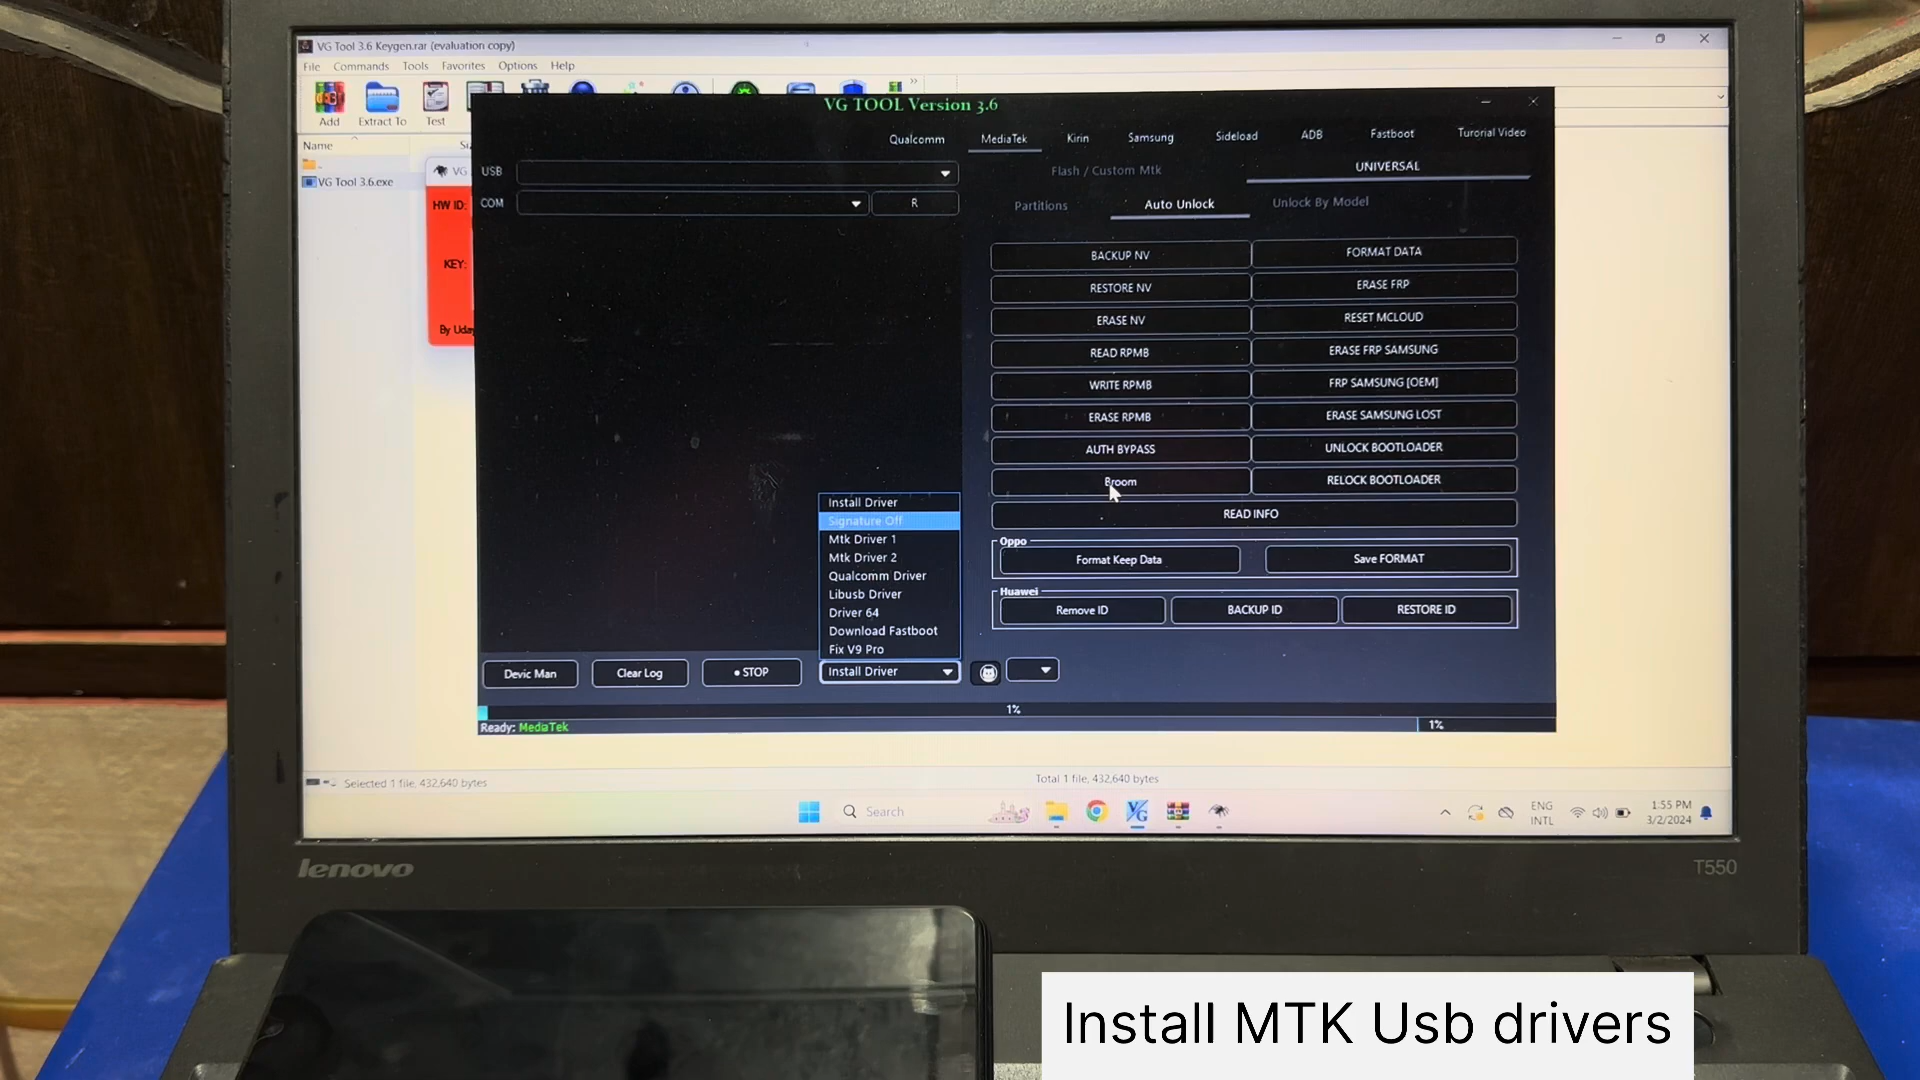 VG Tool 3.6 Keygen.rar (evaluation copy)
File Commands Tools Favorites Options Help
Add Extract To Test
Name
VG Tool 3.6.exe
VG
HW ID:
KEY:
By Uday
VG TOOL Version 3.6
Qualcomm MediaTek Kirin Samsung Sideload ADB Fastboot Turorial Video
USB
COM R
Flash / Custom Mtk UNIVERSAL
Partitions Auto Unlock Unlock By Model
BACKUP NV FORMAT DATA
RESTORE NV ERASE FRP
ERASE NV RESET MCLOUD
READ RPMB ERASE FRP SAMSUNG
WRITE RPMB FRP SAMSUNG [OEM]
ERASE RPMB ERASE SAMSUNG LOST
AUTH BYPASS UNLOCK BOOTLOADER
Broom RELOCK BOOTLOADER
READ INFO
Oppo
Format Keep Data Save FORMAT
Huawei
Remove ID BACKUP ID RESTORE ID
Install Driver
Signature Off
Mtk Driver 1
Mtk Driver 2
Qualcomm Driver
Libusb Driver
Driver 64
Download Fastboot
Fix V9 Pro
Devic Man Clear Log STOP Install Driver
1%
Ready: MediaTek 1%
Selected 1 file, 432,640 bytes Total 1 file, 432,640 bytes
Search
ENG
INTL
1:55 PM
3/2/2024
lenovo T550
Install MTK Usb drivers